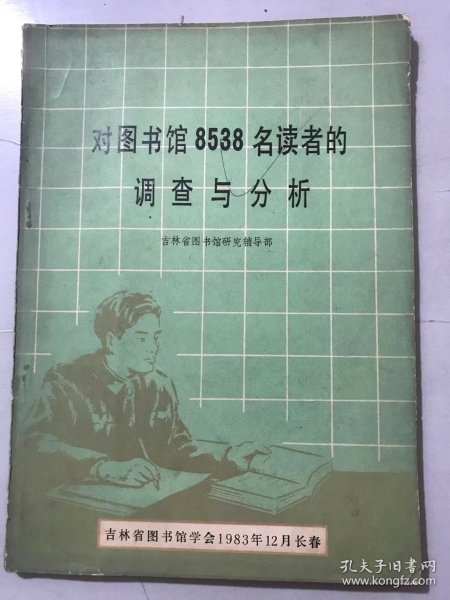 对图书馆8538名读者的
调查与分析
吉林省图书馆研究辅导部
吉林省图书馆学会1983年12月长春
孔夫子旧书网
www.kongfz.com